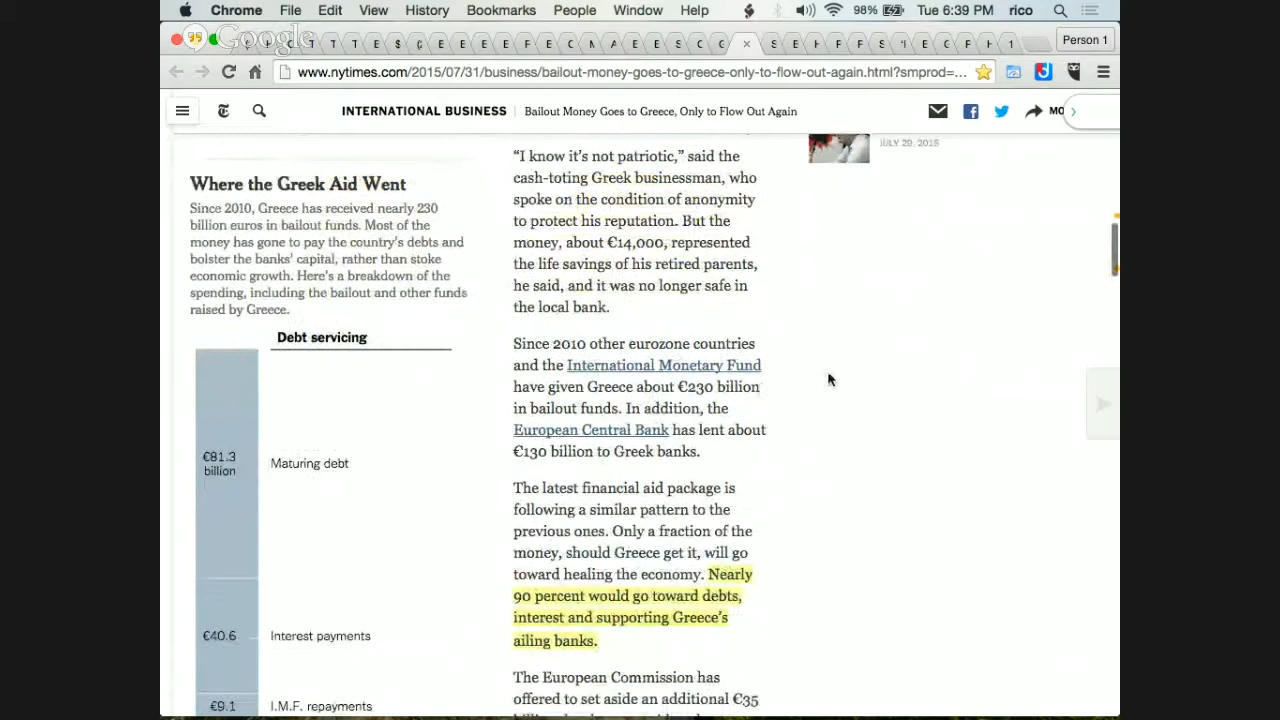 Chrome File Edit View History Bookmarks People Window Help 98% Tue 6:39 PM rico
Google
Person 1
www.nytimes.com/2015/07/31/business/bailout-money-goes-to-greece-only-to-flow-out-again.html?smprod=...
INTERNATIONAL BUSINESS | Bailout Money Goes to Greece, Only to Flow Out Again
JULY 29, 2015
Where the Greek Aid Went
Since 2010, Greece has received nearly 230
billion euros in bailout funds. Most of the
money has gone to pay the country's debts and
bolster the banks' capital, rather than stoke
economic growth. Here's a breakdown of the
spending, including the bailout and other funds
raised by Greece.
Debt servicing
€81.3
billion
Maturing debt
€40.6
Interest payments
€9.1
I.M.F. repayments
“I know it's not patriotic,” said the
cash-toting Greek businessman, who
spoke on the condition of anonymity
to protect his reputation. But the
money, about €14,000, represented
the life savings of his retired parents,
he said, and it was no longer safe in
the local bank.
Since 2010 other eurozone countries
and the International Monetary Fund
have given Greece about €230 billion
in bailout funds. In addition, the
European Central Bank has lent about
€130 billion to Greek banks.
The latest financial aid package is
following a similar pattern to the
previous ones. Only a fraction of the
money, should Greece get it, will go
toward healing the economy. Nearly
90 percent would go toward debts,
interest and supporting Greece's
ailing banks.
The European Commission has
offered to set aside an additional €35